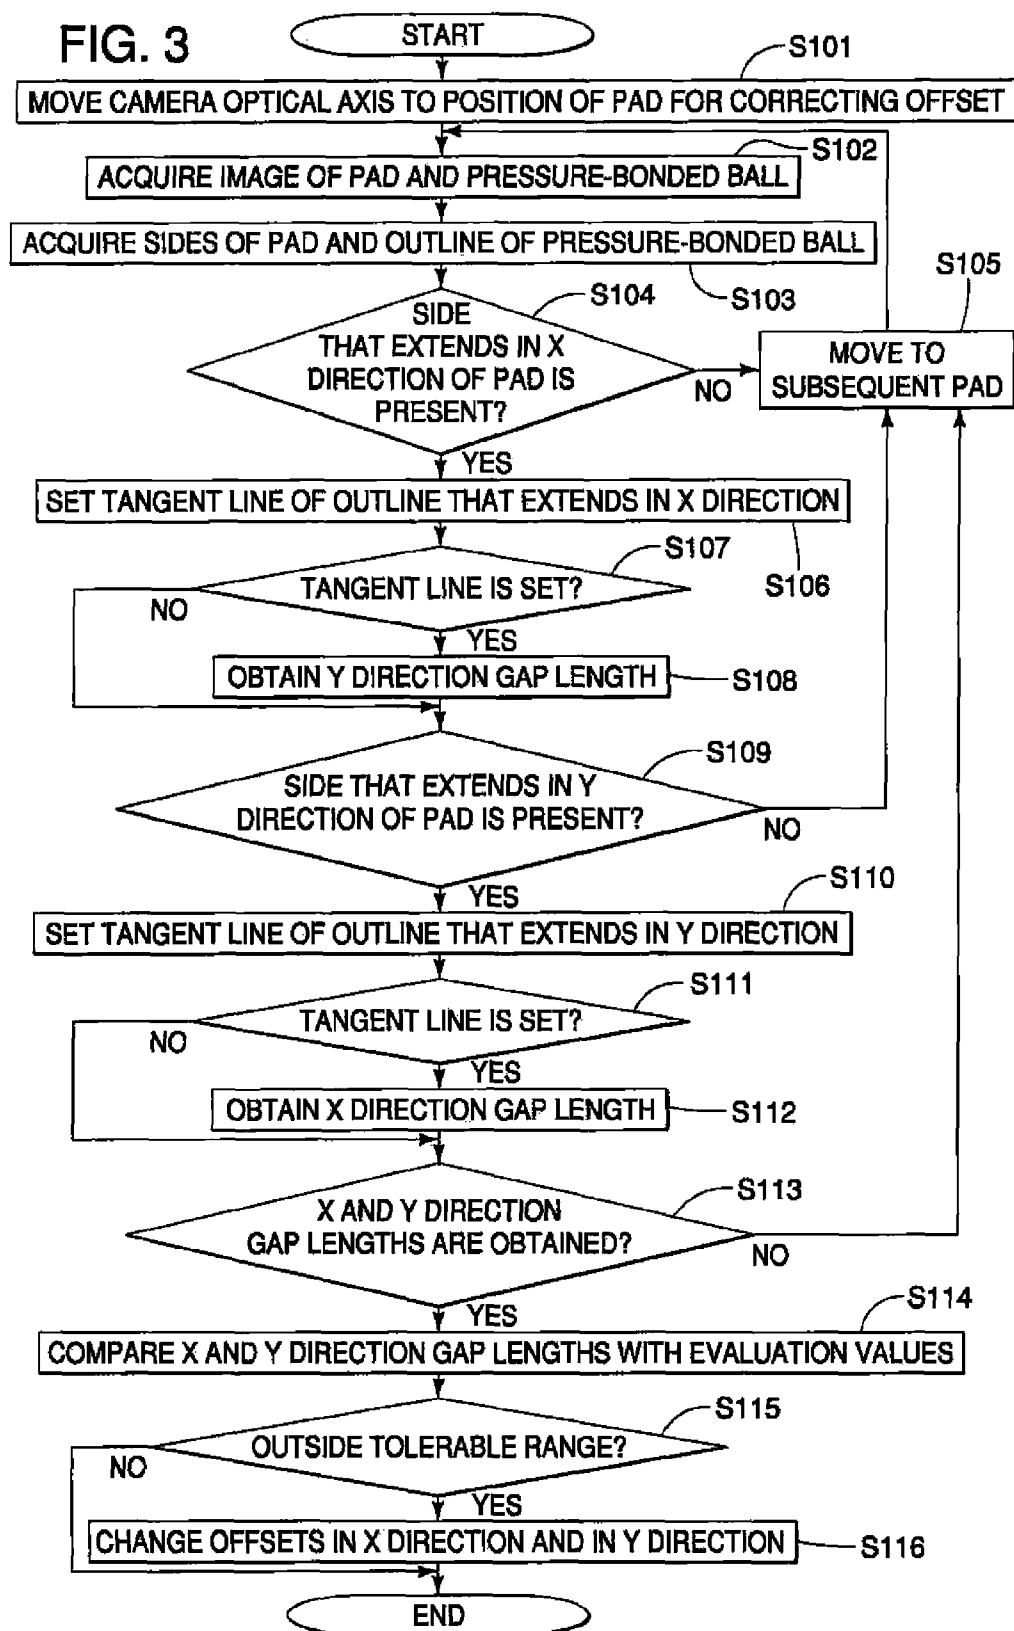 FIG. 3
START
S101
MOVE CAMERA OPTICAL AXIS TO POSITION OF PAD FOR CORRECTING OFFSET
S102
ACQUIRE IMAGE OF PAD AND PRESSURE-BONDED BALL
ACQUIRE SIDES OF PAD AND OUTLINE OF PRESSURE-BONDED BALL
S103
S104
SIDE
THAT EXTENDS IN X
DIRECTION OF PAD IS
PRESENT?
NO
S105
MOVE TO
SUBSEQUENT PAD
YES
SET TANGENT LINE OF OUTLINE THAT EXTENDS IN X DIRECTION
S106
S107
TANGENT LINE IS SET?
NO
YES
OBTAIN Y DIRECTION GAP LENGTH
S108
S109
SIDE THAT EXTENDS IN Y
DIRECTION OF PAD IS PRESENT?
NO
YES
S110
SET TANGENT LINE OF OUTLINE THAT EXTENDS IN Y DIRECTION
S111
TANGENT LINE IS SET?
NO
YES
OBTAIN X DIRECTION GAP LENGTH
S112
S113
X AND Y DIRECTION
GAP LENGTHS ARE OBTAINED?
NO
YES
S114
COMPARE X AND Y DIRECTION GAP LENGTHS WITH EVALUATION VALUES
S115
OUTSIDE TOLERABLE RANGE?
NO
YES
CHANGE OFFSETS IN X DIRECTION AND IN Y DIRECTION
S116
END